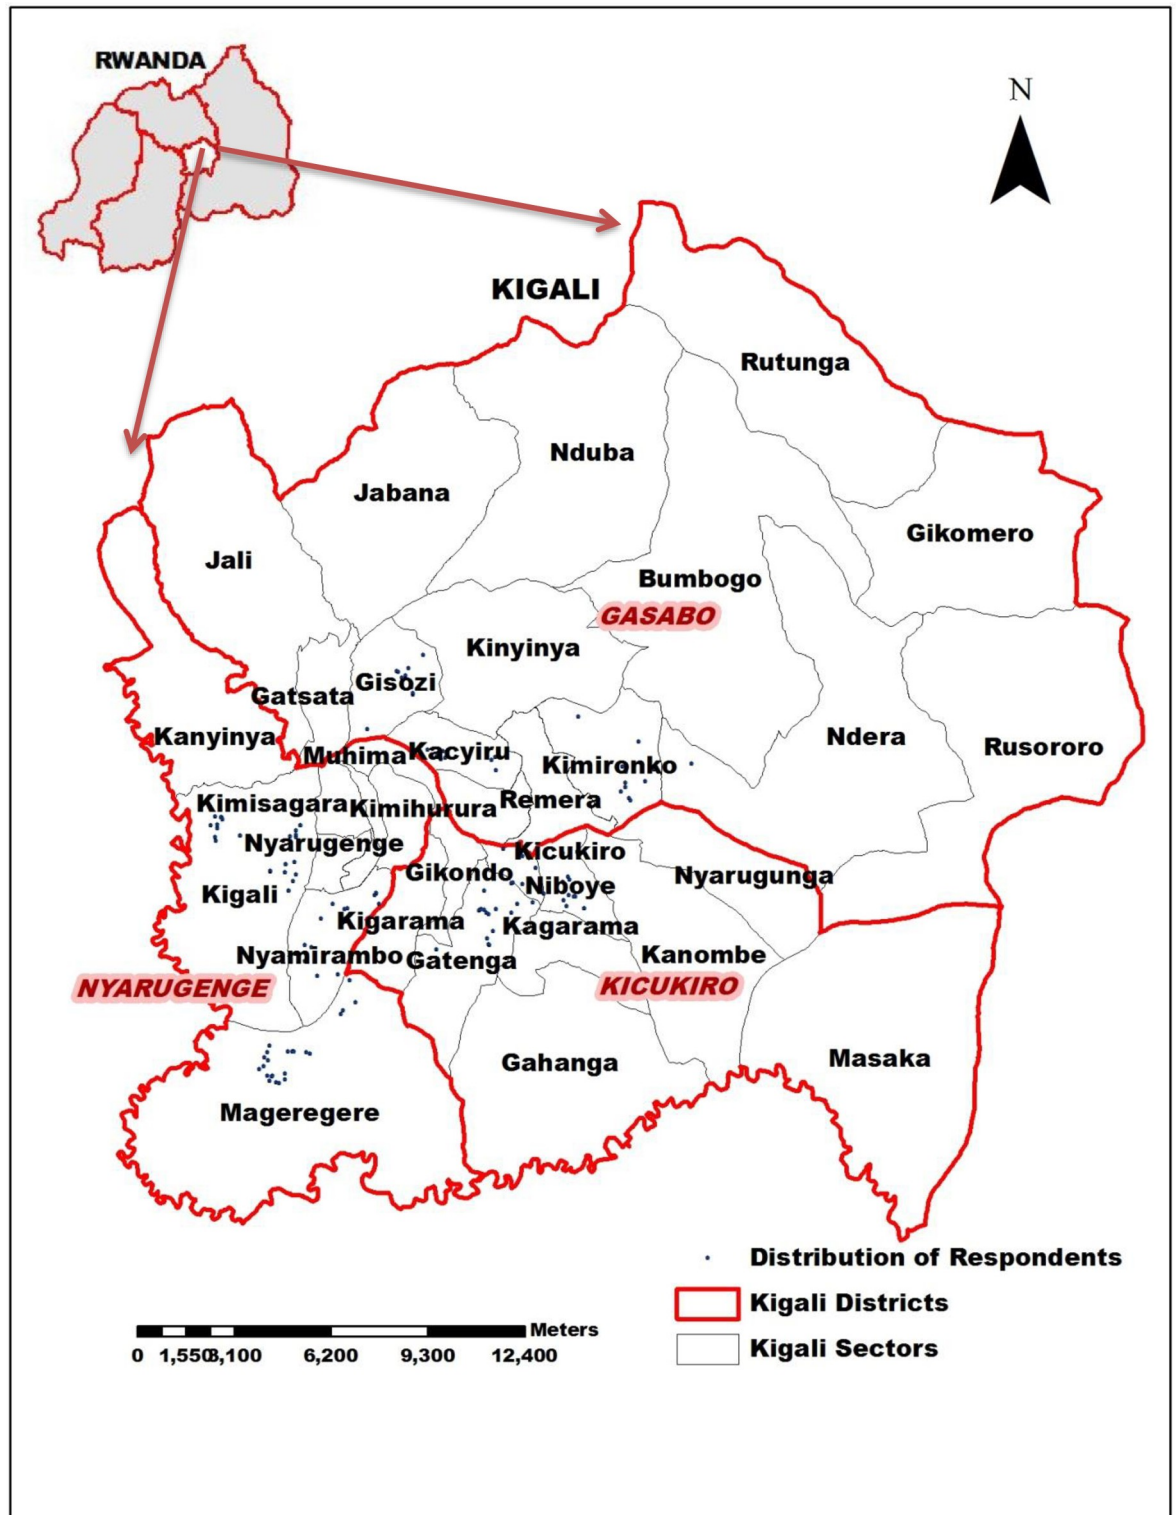 RWANDA
N
KIGALI
Rutunga
Nduba
Jabana
Gikomero
Jali
Bumbogo
GASABO
Kinyinya
Gisozi
Gatsata
Kanyinya
Ndera
Rusororo
Muhima
Kacyiru
Kimironko
Kimisagara
Kimihurura
Remera
Nyarugenge
Kicukiro
Gikondo
Niboye
Nyarugunga
Kigali
Kigarama
Kagarama
Nyamirambo
Gatenga
Kanombe
NYARUGENGE
KICUKIRO
Gahanga
Masaka
Mageregere
Distribution of Respondents
Kigali Districts
Kigali Sectors
Meters
0 1,550 3,100 6,200 9,300 12,400